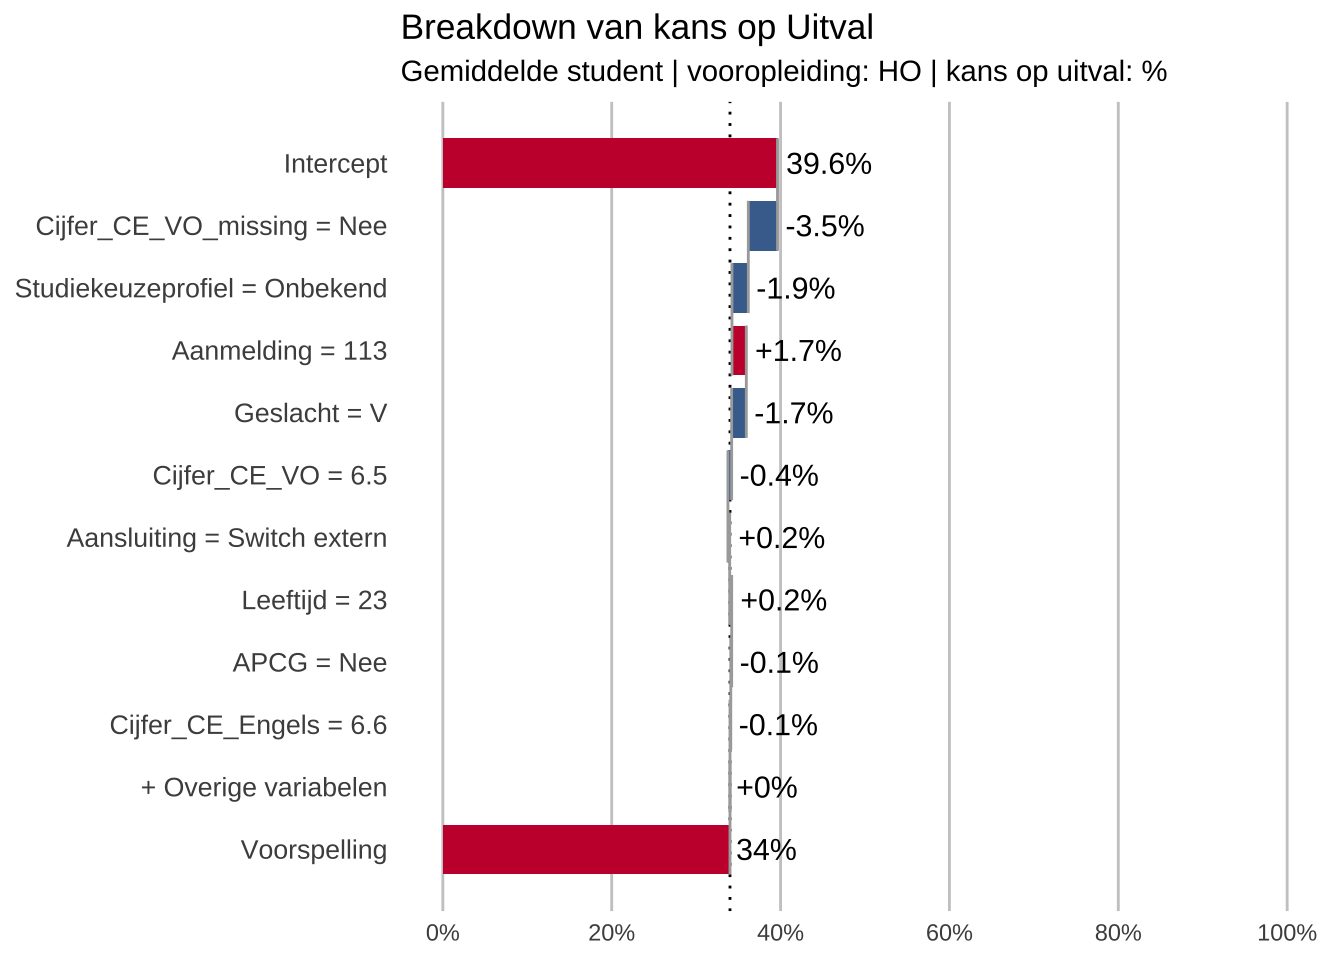 Breakdown van kans op Uitval
Gemiddelde student | vooropleiding: HO | kans op uitval: %
Intercept 39.6%
Cijfer_CE_VO_missing = Nee -3.5%
Studiekeuzeprofiel = Onbekend -1.9%
Aanmelding = 113 +1.7%
Geslacht = V -1.7%
Cijfer_CE_VO = 6.5 -0.4%
Aansluiting = Switch extern +0.2%
Leeftijd = 23 +0.2%
APCG = Nee -0.1%
Cijfer_CE_Engels = 6.6 -0.1%
+ Overige variabelen +0%
Voorspelling 34%
0% 20% 40% 60% 80% 100%